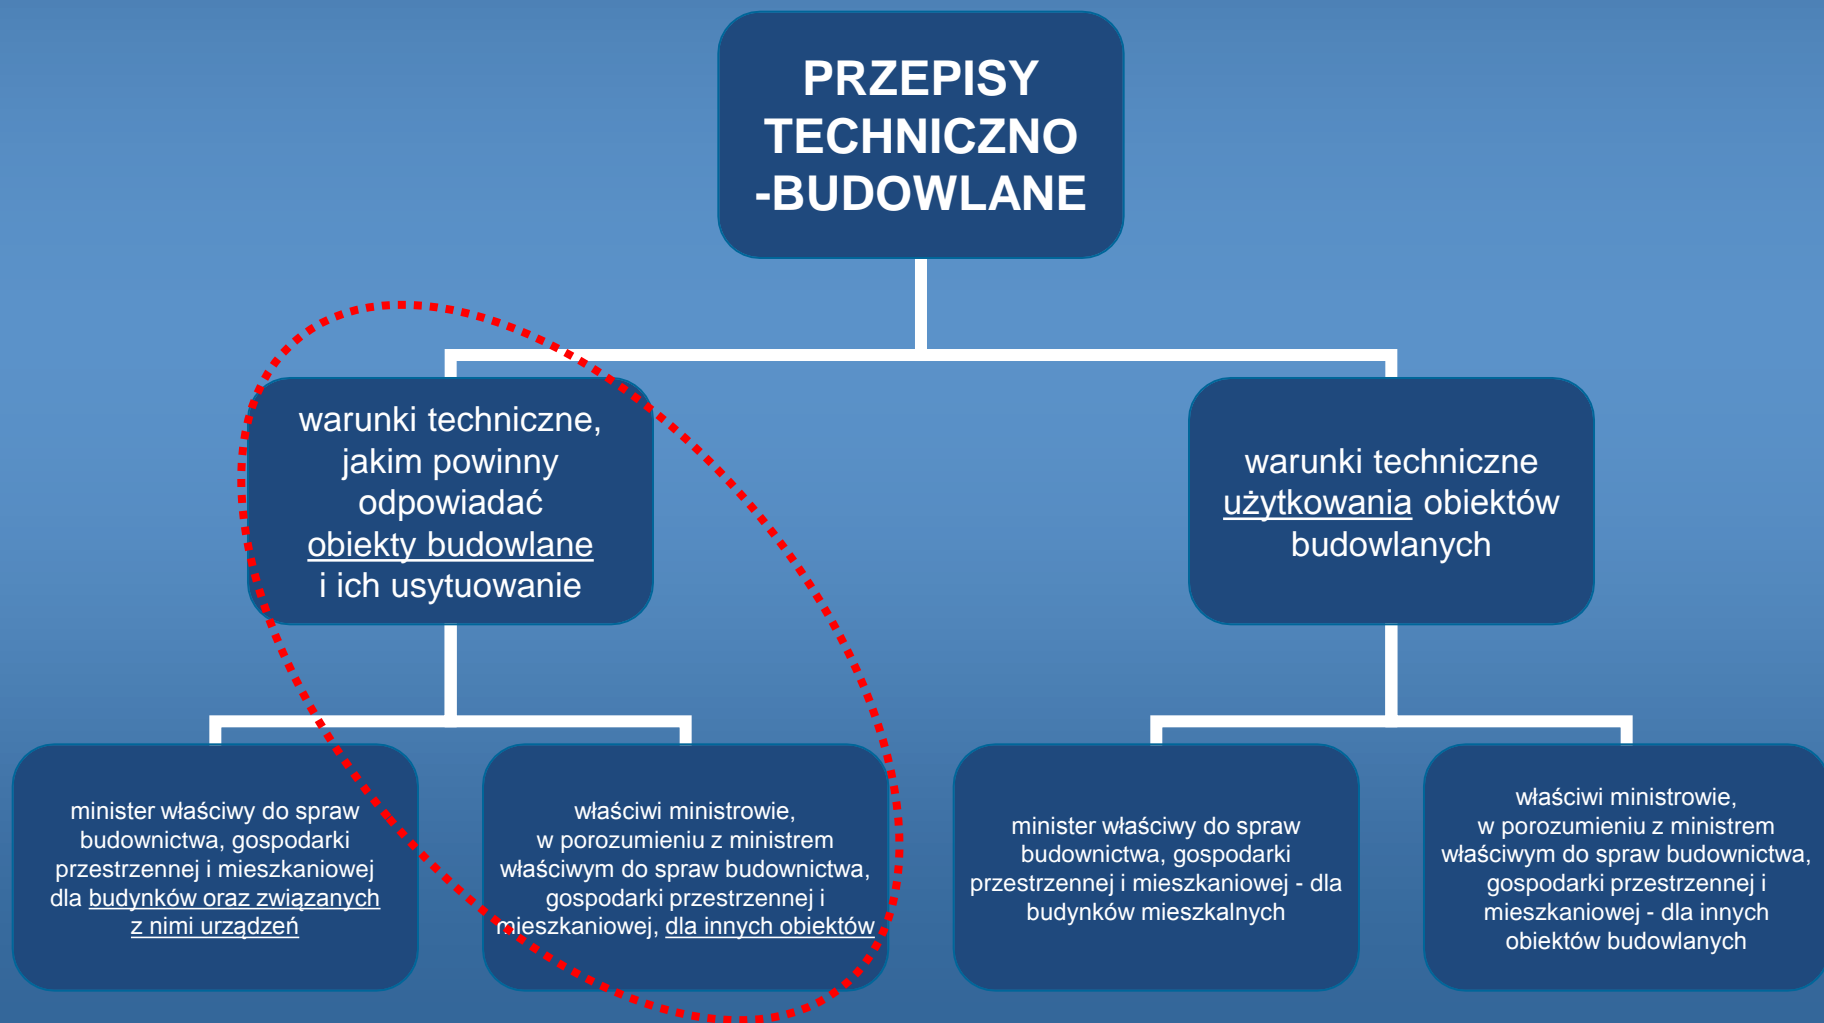 PRZEPISY
TECHNICZNO
-BUDOWLANE
warunki techniczne,
jakim powinny
odpowiadać
obiekty budowlane
i ich usytuowanie
warunki techniczne
użytkowania obiektów
budowlanych
minister właściwy do spraw
budownictwa, gospodarki
przestrzennej i mieszkaniowej
dla budynków oraz związanych
z nimi urządzeń
właściwi ministrowie,
w porozumieniu z ministrem
właściwym do spraw budownictwa,
gospodarki przestrzennej i
mieszkaniowej, dla innych obiektów
minister właściwy do spraw
budownictwa, gospodarki
przestrzennej i mieszkaniowej - dla
budynków mieszkalnych
właściwi ministrowie,
w porozumieniu z ministrem
właściwym do spraw budownictwa,
gospodarki przestrzennej i
mieszkaniowej - dla innych
obiektów budowlanych